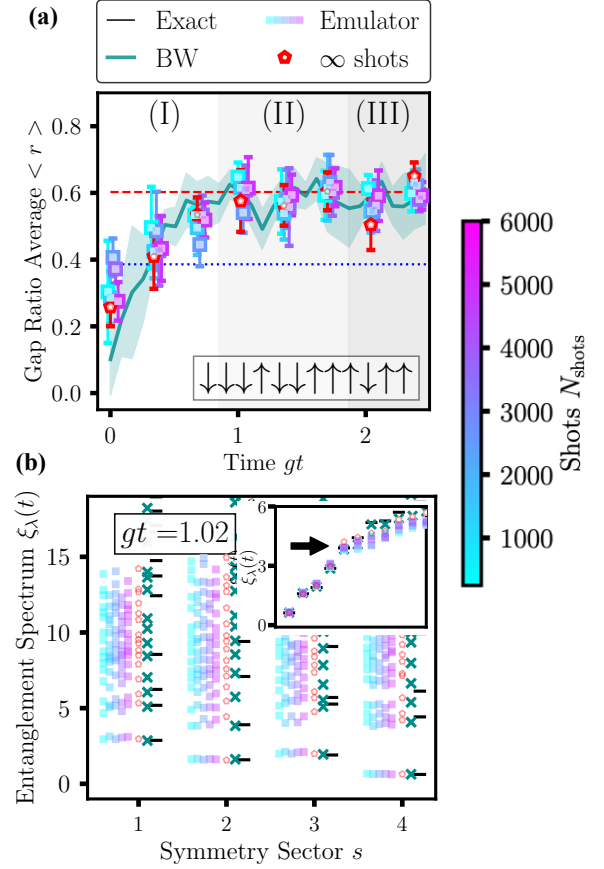 (a)
Exact
Emulator
BW
∞ shots
(I)
(II)
(III)
0.8
0.6
0.4
0.2
0.0
Gap Ratio Average < r >
↓↓↓↑↓↓↑↑↑↓↑↑
0
1
2
Time gt
6000
5000
4000
3000
2000
1000
Shots N_shots
(b)
gt = 1.02
15
10
5
0
Entanglement Spectrum ξ_λ(t)
6
0
ξ_λ(t)
1
2
3
4
Symmetry Sector s